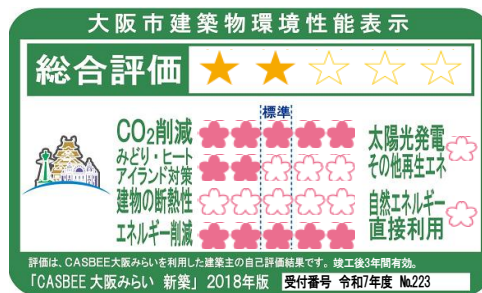 大阪市建築物環境性能表示
総合評価
標準
CO2削減
みどり・ヒート
アイランド対策
建物の断熱性
エネルギー削減
太陽光発電
その他再生エネ
自然エネルギー
直接利用
評価は、CASBEE大阪みらいを利用した建築主の自己評価結果です。竣工後3年間有効。
「CASBEE大阪みらい 新築」2018年版 受付番号 令和7年度 №223